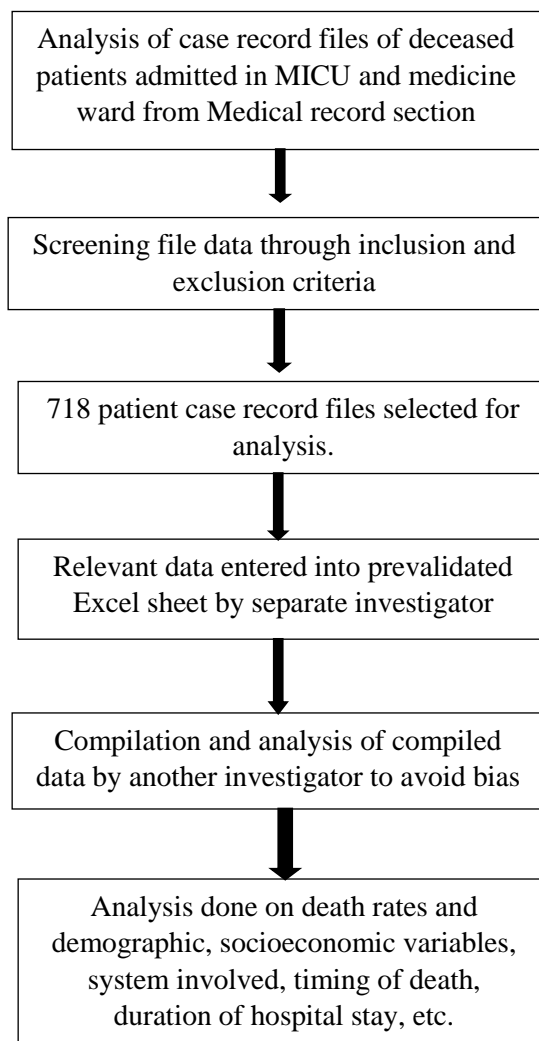 Analysis of case record files of deceased
patients admitted in MICU and medicine
ward from Medical record section
Screening file data through inclusion and
exclusion criteria
718 patient case record files selected for
analysis.
Relevant data entered into prevalidated
Excel sheet by separate investigator
Compilation and analysis of compiled
data by another investigator to avoid bias
Analysis done on death rates and
demographic, socioeconomic variables,
system involved, timing of death,
duration of hospital stay, etc.